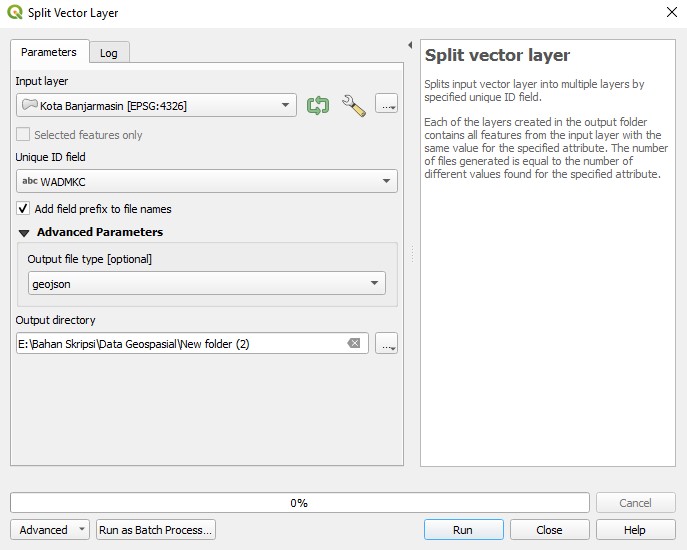 Split Vector Layer
Parameters
Log
Input layer
Kota Banjarmasin [EPSG:4326]
...
Selected features only
Unique ID field
abc WADMKC
Add field prefix to file names
Advanced Parameters
Output file type [optional]
geojson
Output directory
E:\Bahan Skripsi\Data Geospasial\New folder (2)
...
Split vector layer
Splits input vector layer into multiple layers by
specified unique ID field.
Each of the layers created in the output folder
contains all features from the input layer with the
same value for the specified attribute. The number
of files generated is equal to the number of
different values found for the specified attribute.
0%
Cancel
Advanced
Run as Batch Process...
Run
Close
Help